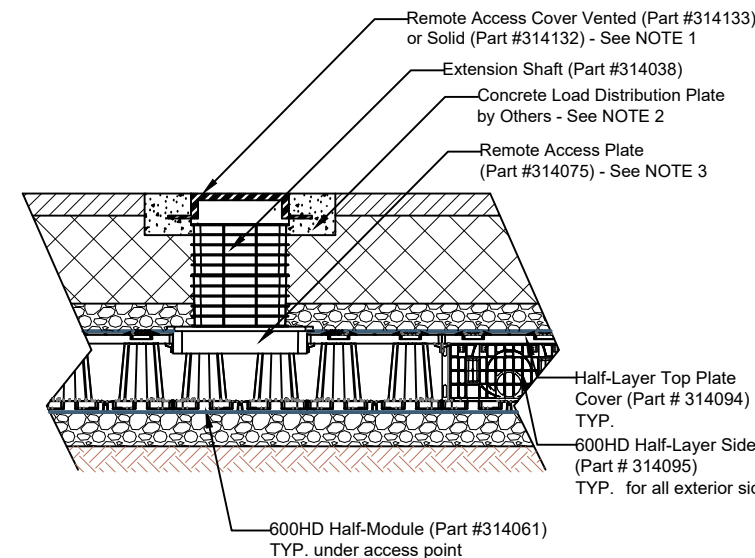 Remote Access Cover Vented (Part #314133)
or Solid (Part #314132) - See NOTE 1
Extension Shaft (Part #314038)
Concrete Load Distribution Plate
by Others - See NOTE 2
Remote Access Plate
(Part #314075) - See NOTE 3
Half-Layer Top Plate
Cover (Part # 314094)
TYP.
600HD Half-Layer Side
(Part # 314095)
TYP. for all exterior
600HD Half-Module (Part #314061)
TYP. under access point